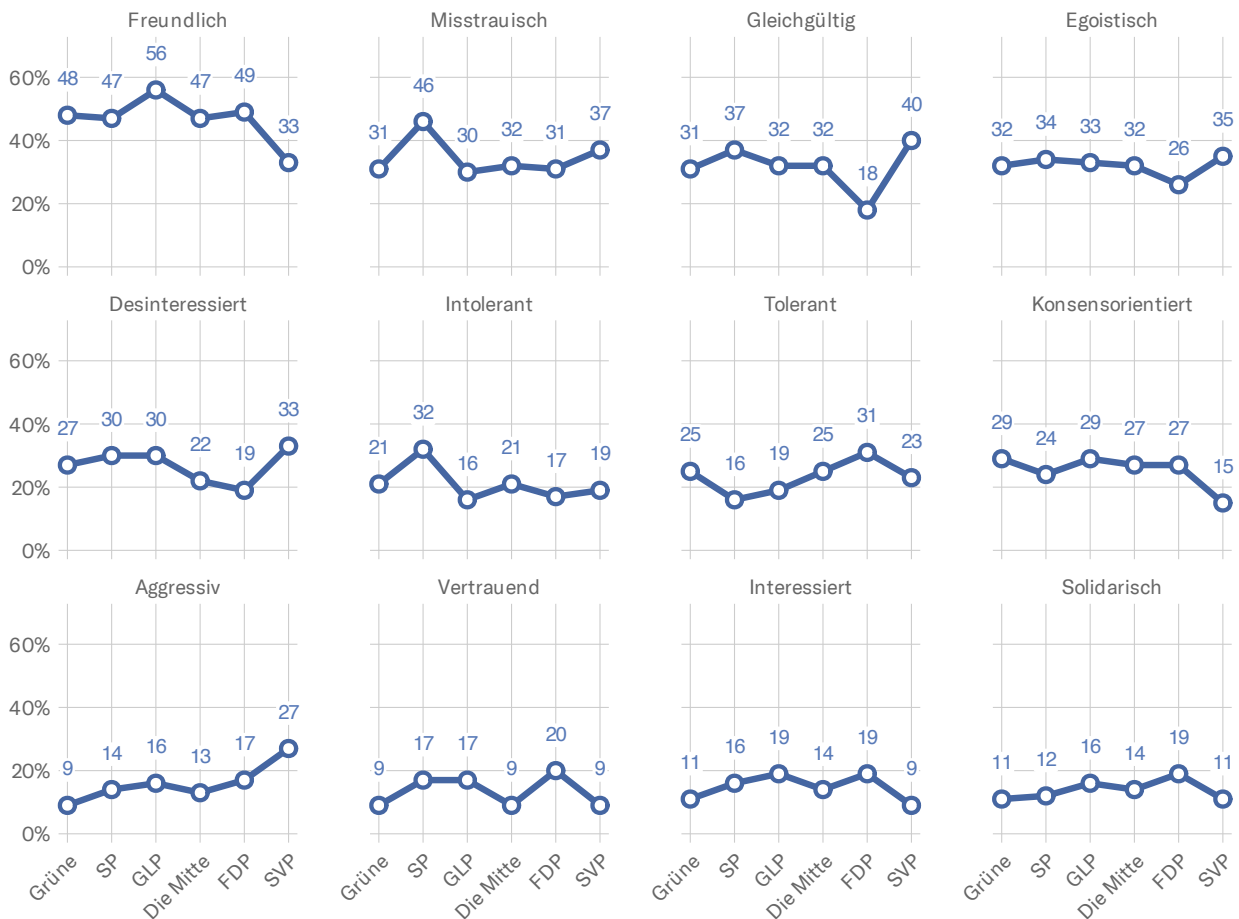 Freundlich
60%
40%
20%
0%
48 47 56 47 49 33
Misstrauisch
31 46 30 32 31 37
Gleichgültig
31 37 32 32 18 40
Egoistisch
32 34 33 32 26 35
Desinteressiert
60%
40%
20%
0%
27 30 30 22 19 33
Intolerant
21 32 16 21 17 19
Tolerant
25 16 19 25 31 23
Konsensorientiert
29 24 29 27 27 15
Aggressiv
60%
40%
20%
0%
9 14 16 13 17 27
Grüne SP GLP Die Mitte FDP SVP
Vertrauend
9 17 17 9 20 9
Grüne SP GLP Die Mitte FDP SVP
Interessiert
11 16 19 14 19 9
Grüne SP GLP Die Mitte FDP SVP
Solidarisch
11 12 16 14 19 11
Grüne SP GLP Die Mitte FDP SVP